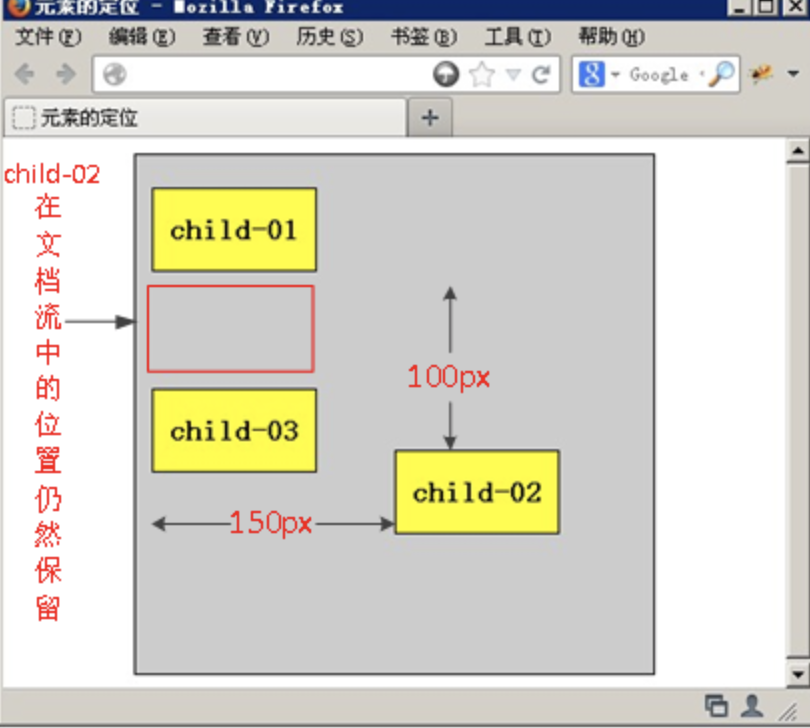 元素的定位 - Mozilla Firefox
文件(F) 编辑(E) 查看(V) 历史(S) 书签(B) 工具(T) 帮助(H)
Google
元素的定位
child-02
在
文
档
流
中
的
位
置
仍
然
保
留
child-01
100px
child-03
child-02
150px